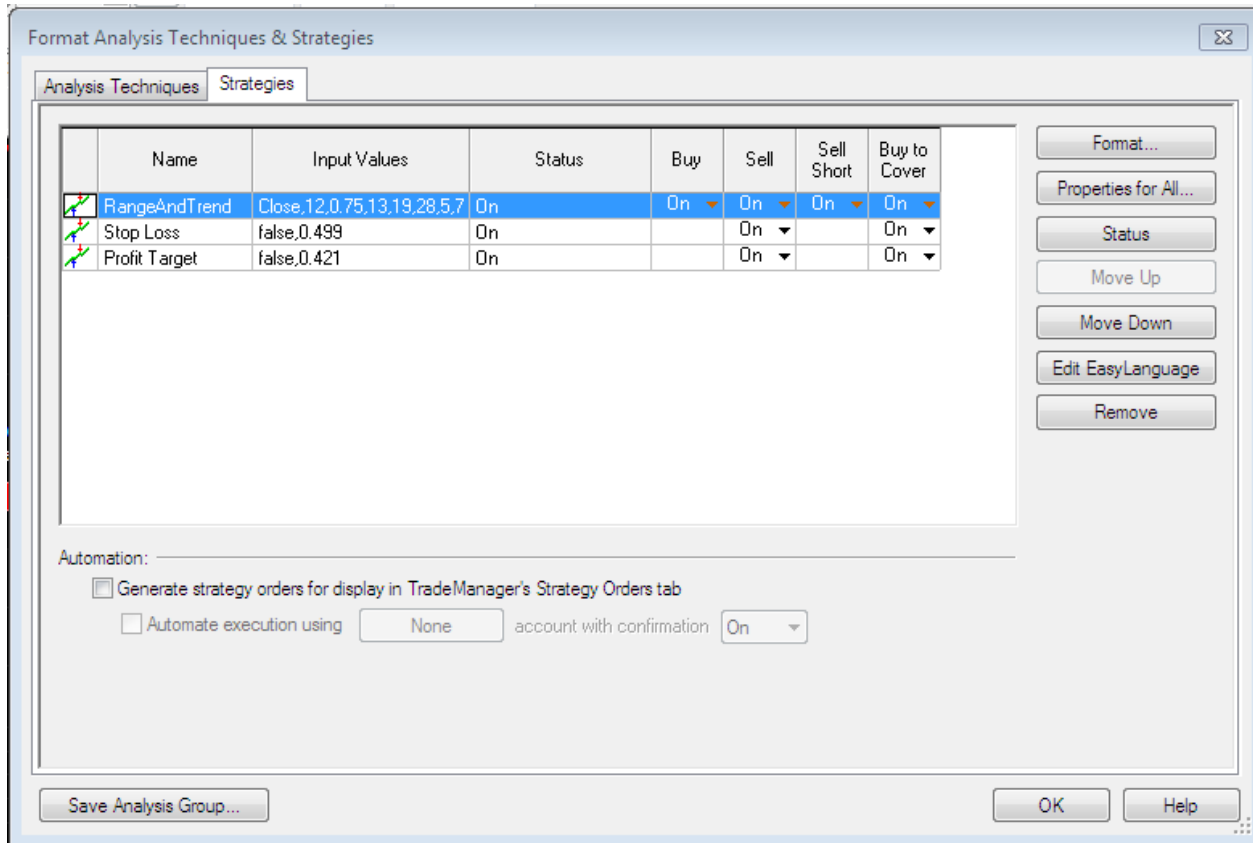 Format Analysis Techniques & Strategies
Analysis Techniques
Strategies
Name
Input Values
Status
Buy
Sell
Sell
Short
Buy to
Cover
RangeAndTrend
Close,12,0.75,13,19,28,5,7
On
On
On
On
On
Stop Loss
false,0.499
On
On
On
Profit Target
false,0.421
On
On
On
Format...
Properties for All...
Status
Move Up
Move Down
Edit EasyLanguage
Remove
Automation:
Generate strategy orders for display in TradeManager's Strategy Orders tab
Automate execution using
None
account with confirmation
On
Save Analysis Group...
OK
Help